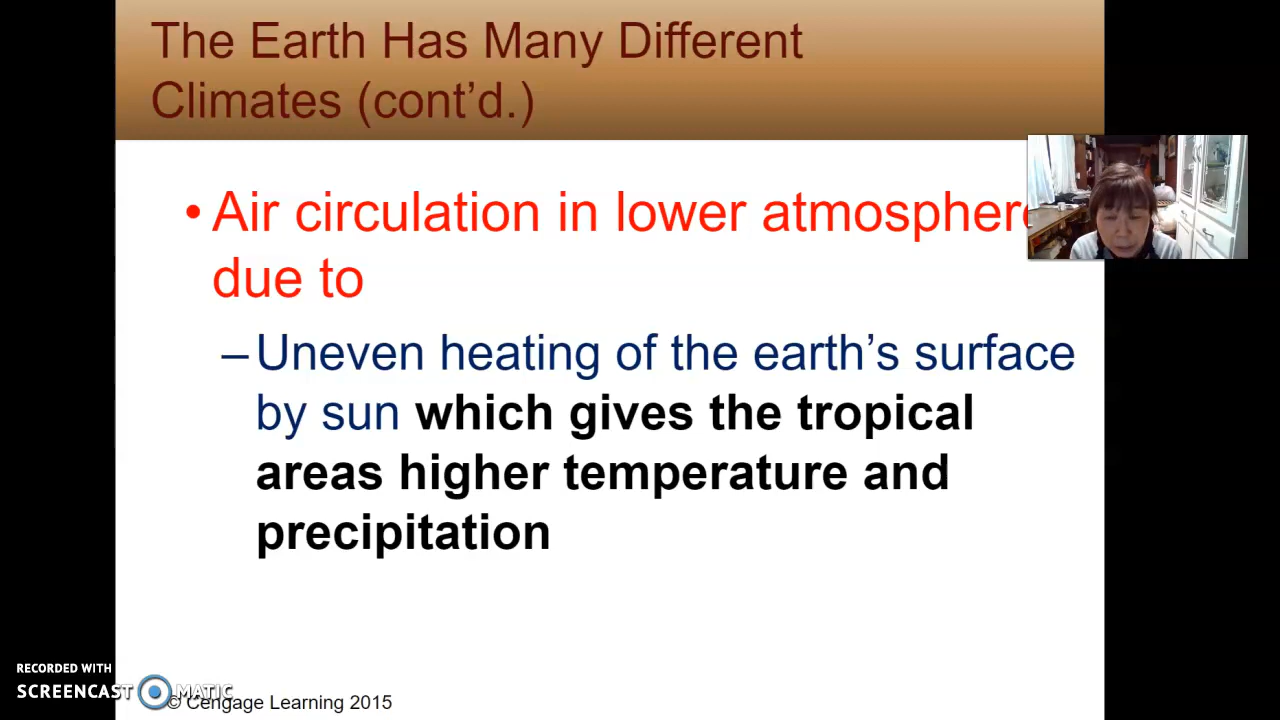 The Earth Has Many Different
Climates (cont’d.)
• Air circulation in lower atmosphere
due to
– Uneven heating of the earth’s surface
by sun which gives the tropical
areas higher temperature and
precipitation
RECORDED WITH
SCREENCAST MATIC
© Cengage Learning 2015